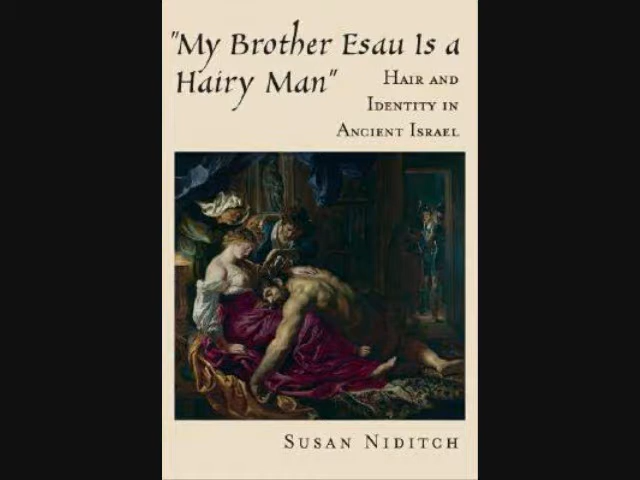 "My Brother Esau Is a
Hairy Man"
Hair and
Identity in
Ancient Israel
Susan Niditch